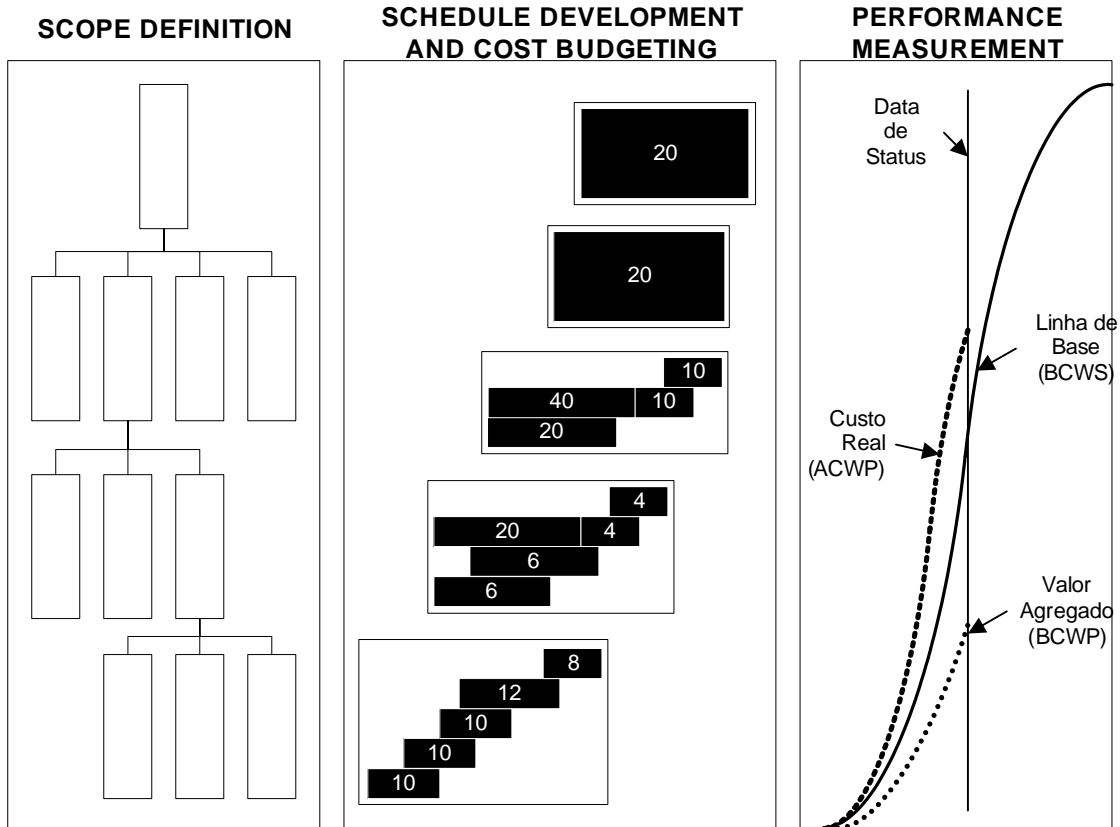 SCOPE DEFINITION
SCHEDULE DEVELOPMENT
AND COST BUDGETING
PERFORMANCE
MEASUREMENT
20
20
10
40
10
20
4
20
4
6
6
8
12
10
10
10
Data
de
Status
Linha de
Base
(BCWS)
Custo
Real
(ACWP)
Valor
Agregado
(BCWP)